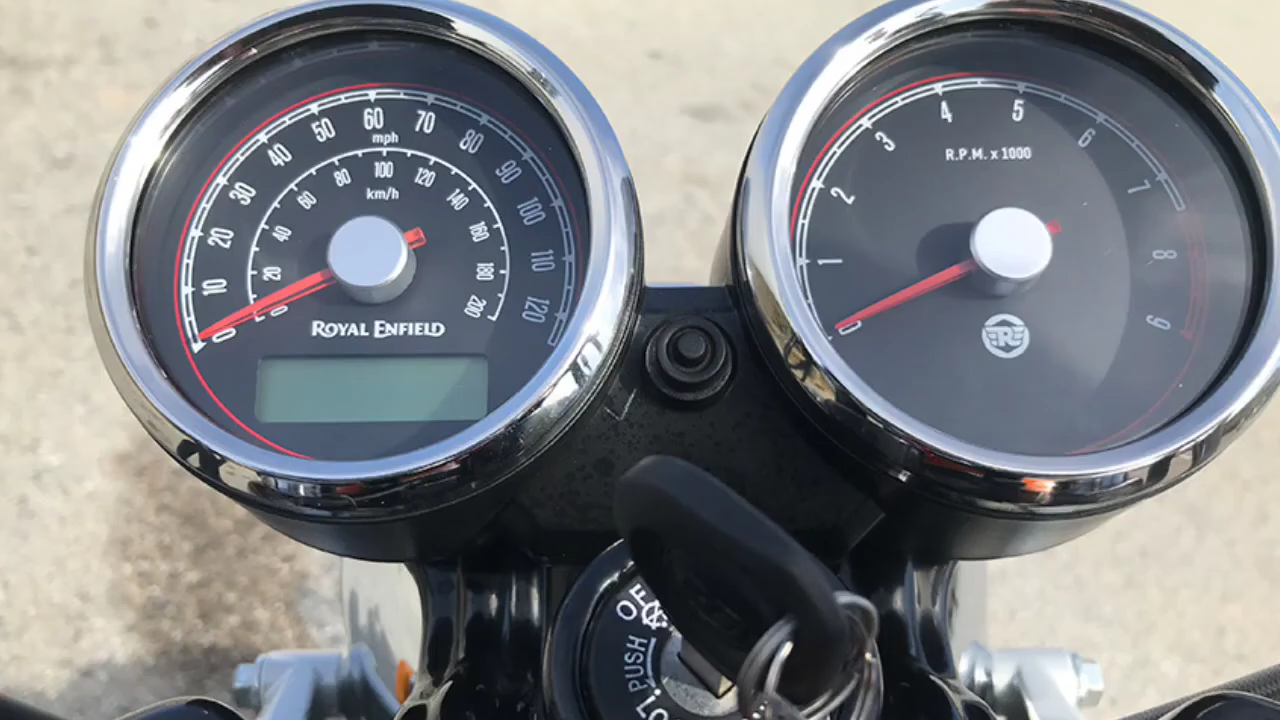 0 10 20 30 40 50 60 70 80 90 100 110 120
mph
0 20 40 60 80 100 120 140 160 180 200
km/h
ROYAL ENFIELD
0 1 2 3 4 5 6 7 8 9
R.P.M. x 1000
RE
PUSH